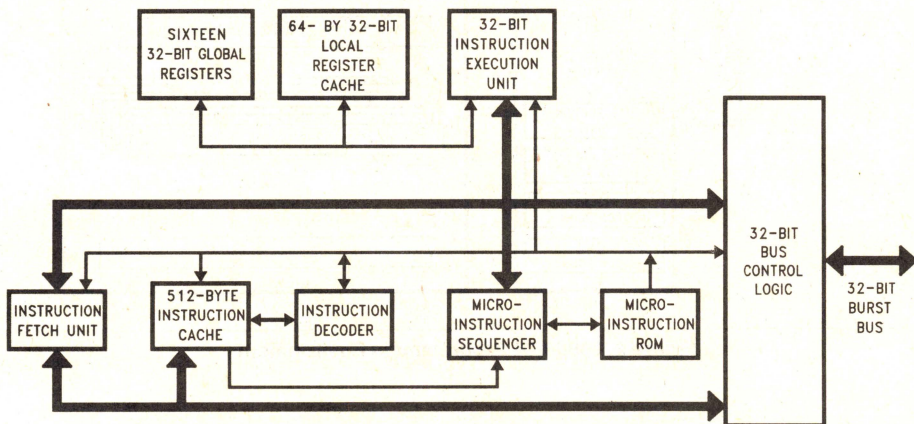 SIXTEEN
32-BIT GLOBAL
REGISTERS
64- BY 32-BIT
LOCAL
REGISTER
CACHE
32-BIT
INSTRUCTION
EXECUTION
UNIT
32-BIT
BUS
CONTROL
LOGIC
32-BIT
BURST
BUS
INSTRUCTION
FETCH UNIT
512-BYTE
INSTRUCTION
CACHE
INSTRUCTION
DECODER
MICRO-
INSTRUCTION
SEQUENCER
MICRO-
INSTRUCTION
ROM